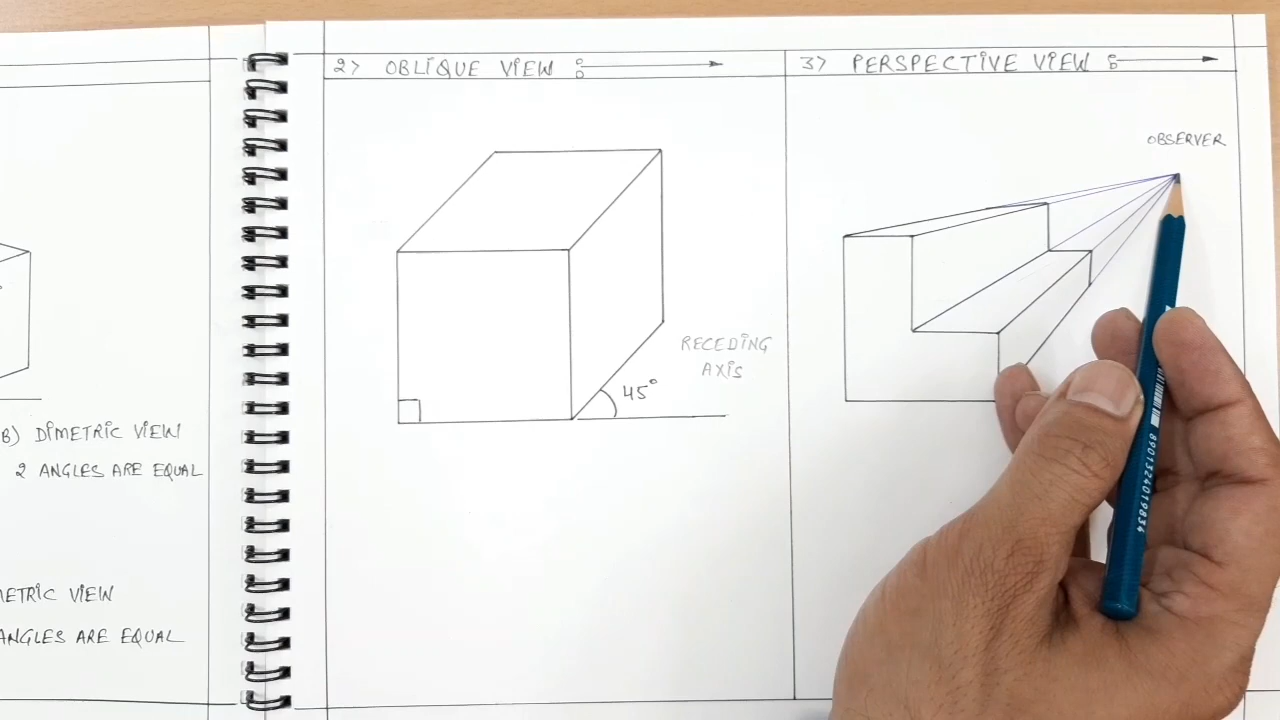 B) DIMETRIC VIEW
2 ANGLES ARE EQUAL
METRIC VIEW
ANGLES ARE EQUAL
2> OBLIQUE VIEW :-
RECEDING
AXIS
45°
3> PERSPECTIVE VIEW :-
OBSERVER
8901324019834